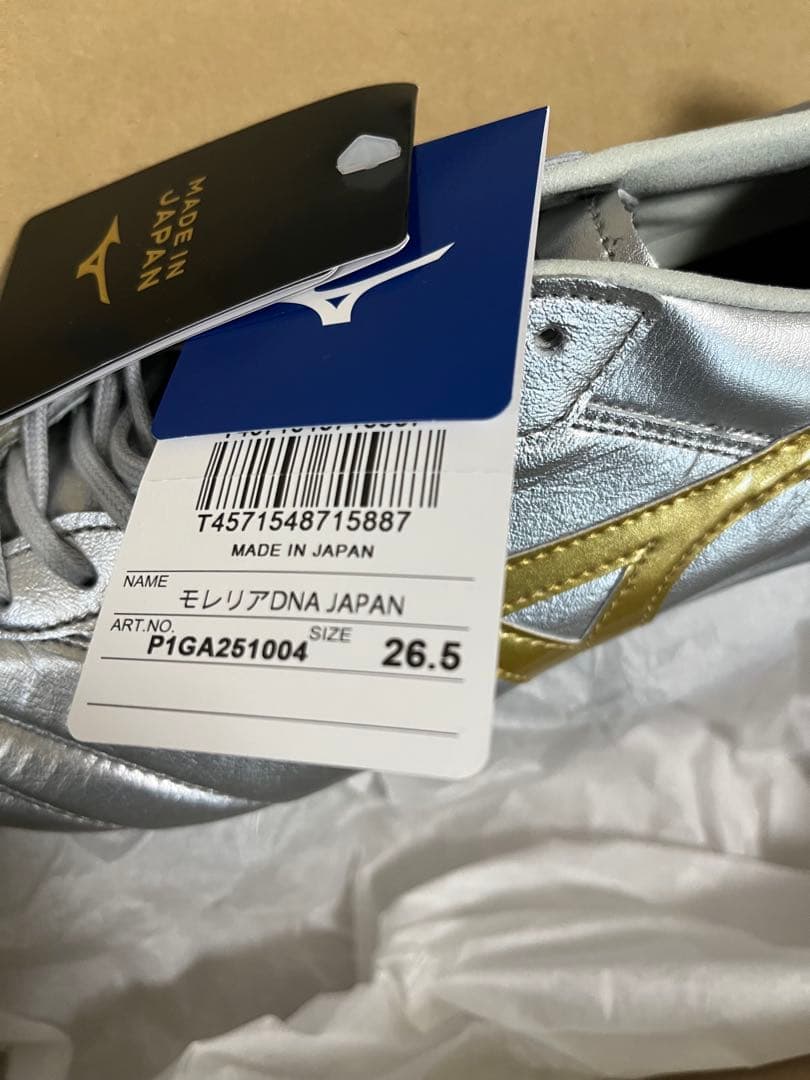 MADE IN
JAPAN
T4571548715887
MADE IN JAPAN
NAME
モレリアDNA JAPAN
ART.NO.
P1GA251004
SIZE
26.5